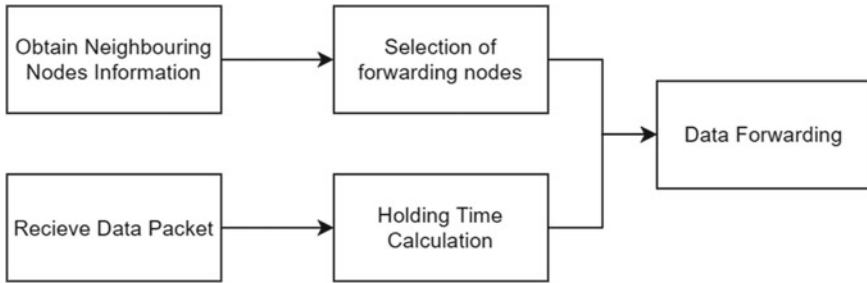 Obtain Neighbouring
Nodes Information
Selection of
forwarding nodes
Data Forwarding
Recieve Data Packet
Holding Time
Calculation